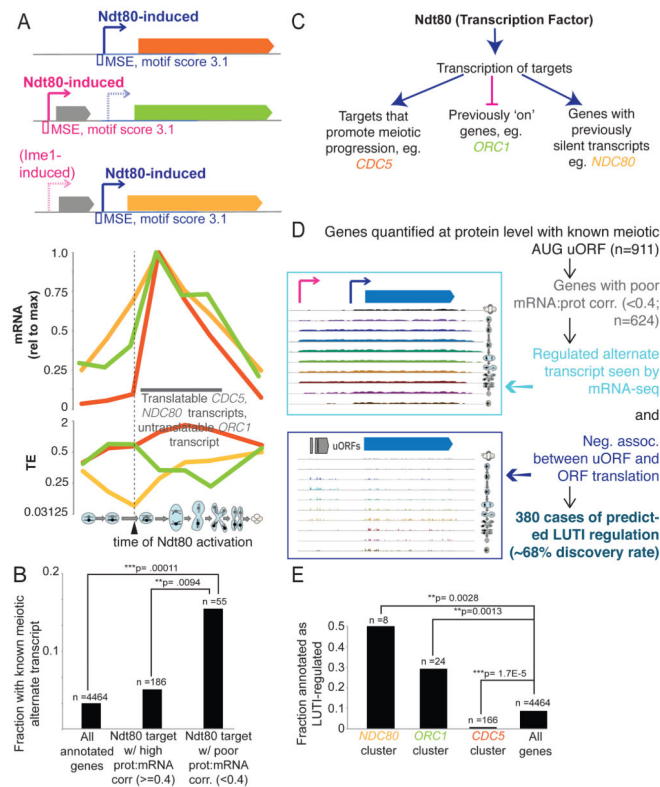 A
Ndt80-induced
MSE, motif score 3.1
Ndt80-induced
MSE, motif score 3.1
(Ime1-
induced)
Ndt80-induced
MSE, motif score 3.1
mRNA
(rel to max)
1.0
0.75
0.5
0.25
0
Translatable CDC5,
NDC80 transcripts,
untranslatable ORC1
transcript
TE
2
0.5
0.25
0.03125
time of Ndt80 activation
B
Fraction with known meiotic
alternate transcript
0.2
0.1
0
***p= .00011
**p= .0094
n =55
n =186
n =4464
All
annotated
genes
Ndt80 target
w/ high
prot:mRNA
corr (>=0.4)
Ndt80 target
w/ poor
prot:mRNA
corr. (<0.4)
C
Ndt80 (Transcription Factor)
Transcription of targets
Targets that
promote meiotic
progression, eg.
CDC5
Previously ‘on’
genes, eg.
ORC1
Genes with
previously
silent transcripts
eg. NDC80
D
Genes quantified at protein level with known meiotic
AUG uORF (n=911)
Genes with poor
mRNA:prot corr. (<0.4;
n=624)
Regulated alternate
transcript seen by
mRNA-seq
and
uORFs
Neg. assoc.
between uORF and
ORF translation
380 cases of predict-
ed LUTI regulation
(~68% discovery rate)
E
Fraction annotated as
LUTI-regulated
0.5
0.4
0.3
0.2
0.1
0
**p= 0.0028
**p=0.0013
***p= 1.7E-5
n =8
n =24
n =166
n =4464
NDC80
cluster
ORC1
cluster
CDC5
cluster
All
genes